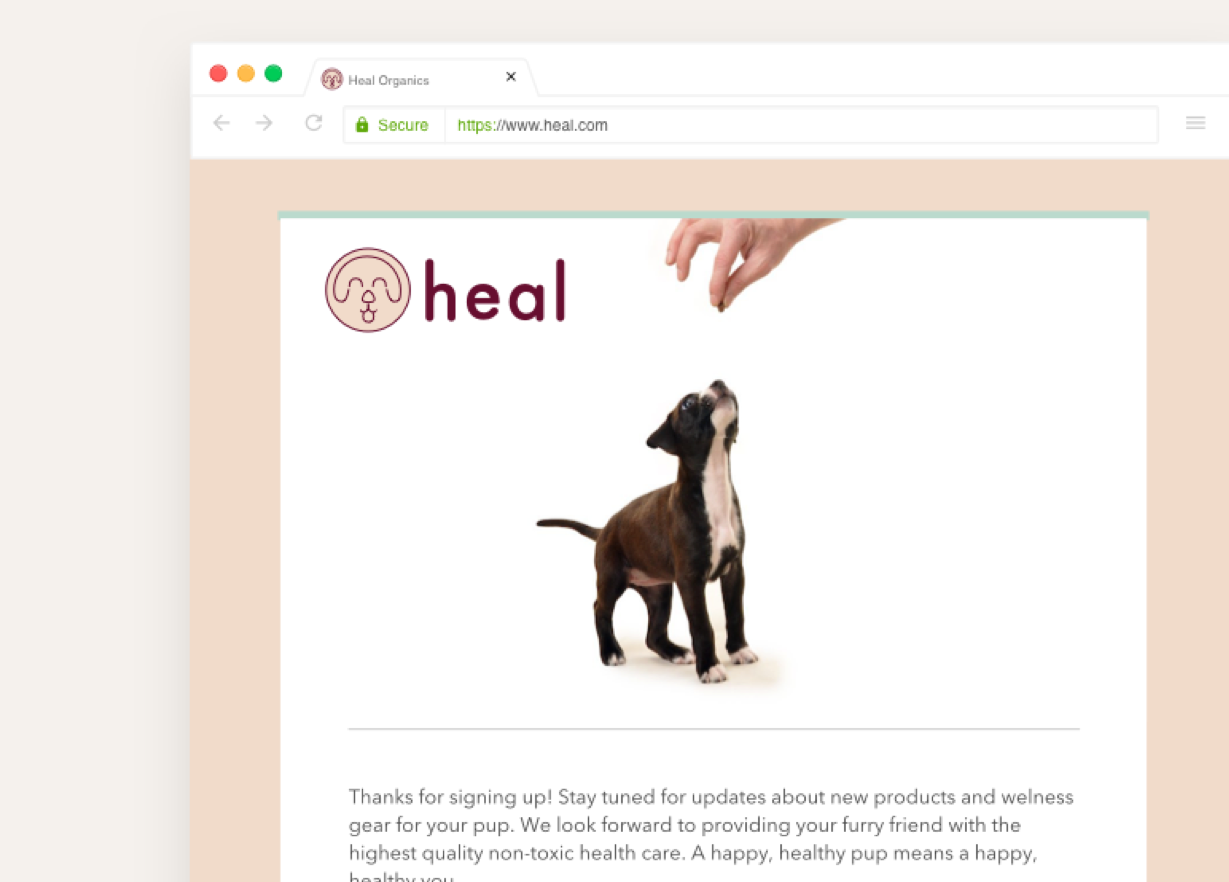 Heal Organics
Secure https://www.heal.com
heal
Thanks for signing up! Stay tuned for updates about new products and welness
gear for your pup. We look forward to providing your furry friend with the
highest quality non-toxic health care. A happy, healthy pup means a happy,
healthy you